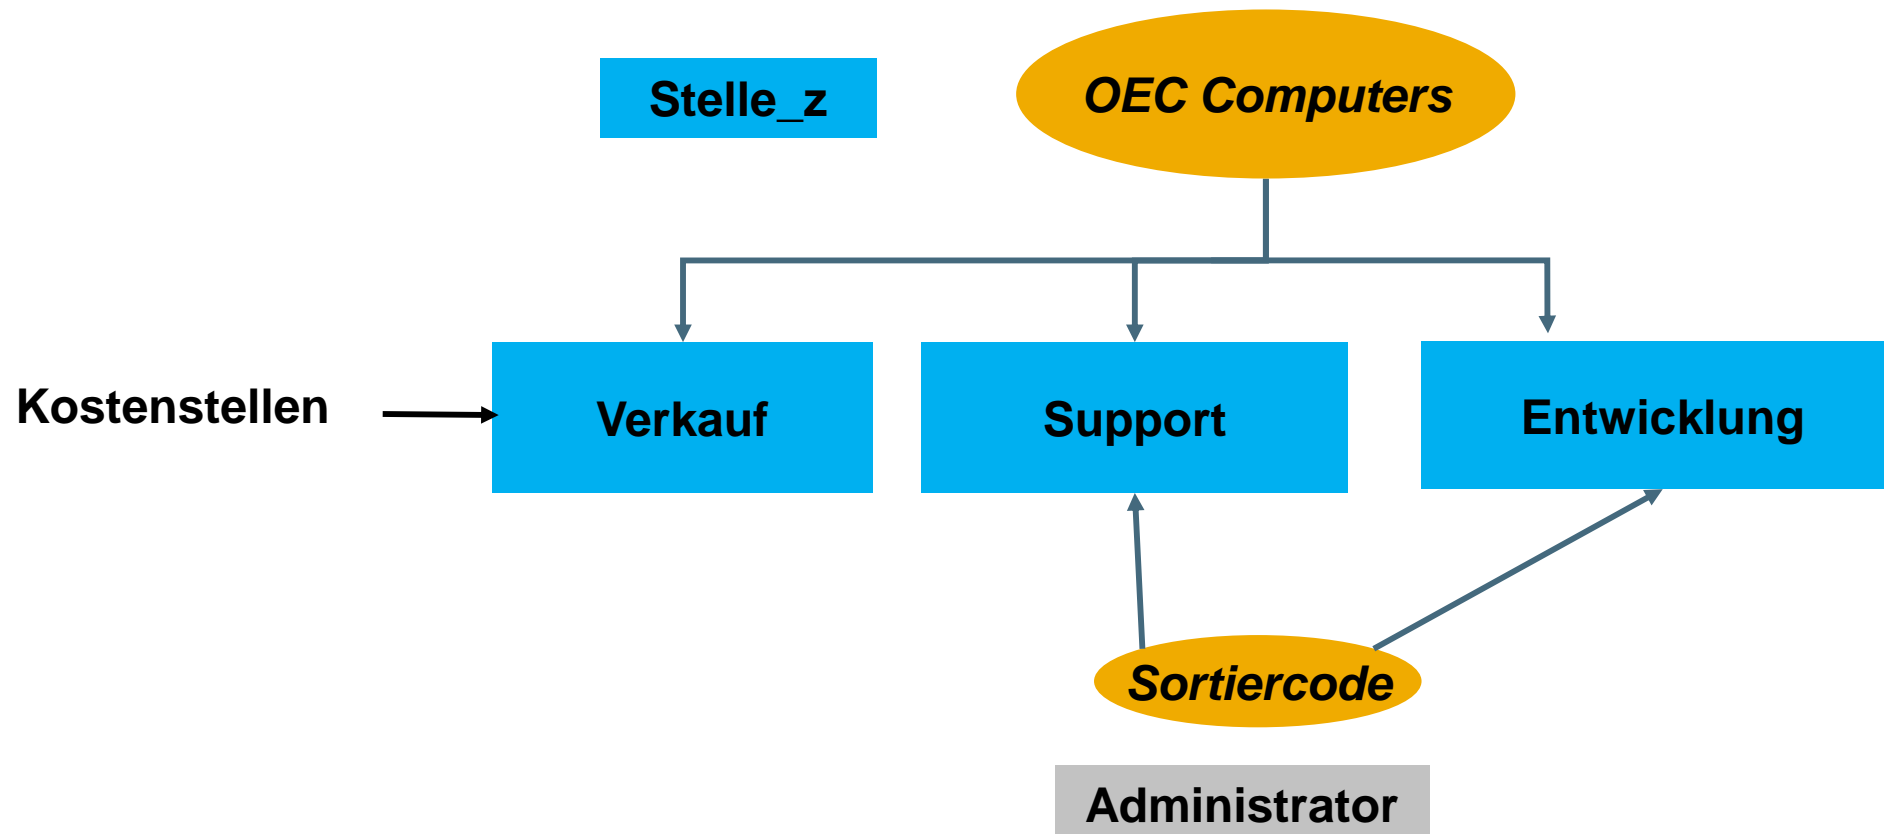 Stelle_z
OEC Computers
Kostenstellen
Verkauf
Support
Entwicklung
Sortiercode
Administrator